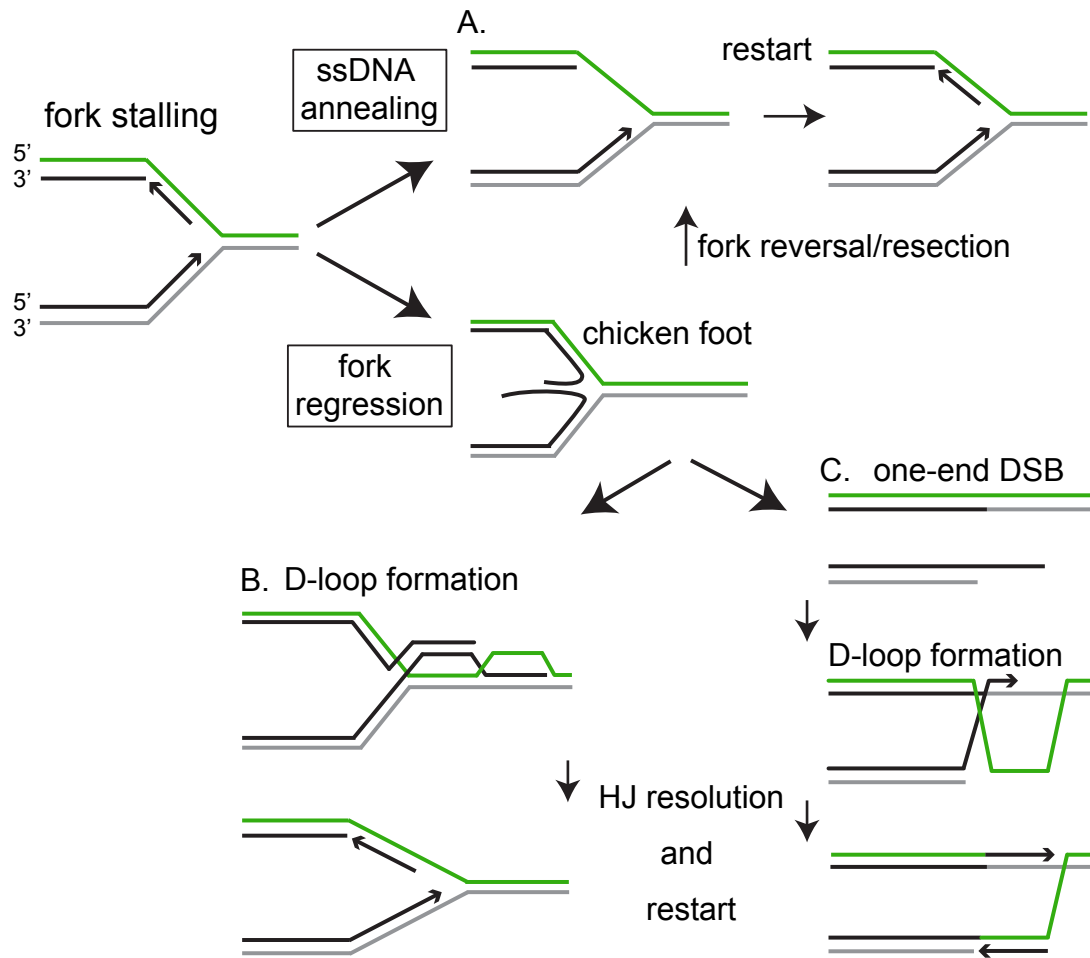 A.
ssDNA
annealing
restart
fork stalling
5’
3’
5’
3’
fork reversal/resection
chicken foot
fork
regression
C. one-end DSB
B. D-loop formation
D-loop formation
HJ resolution
and
restart